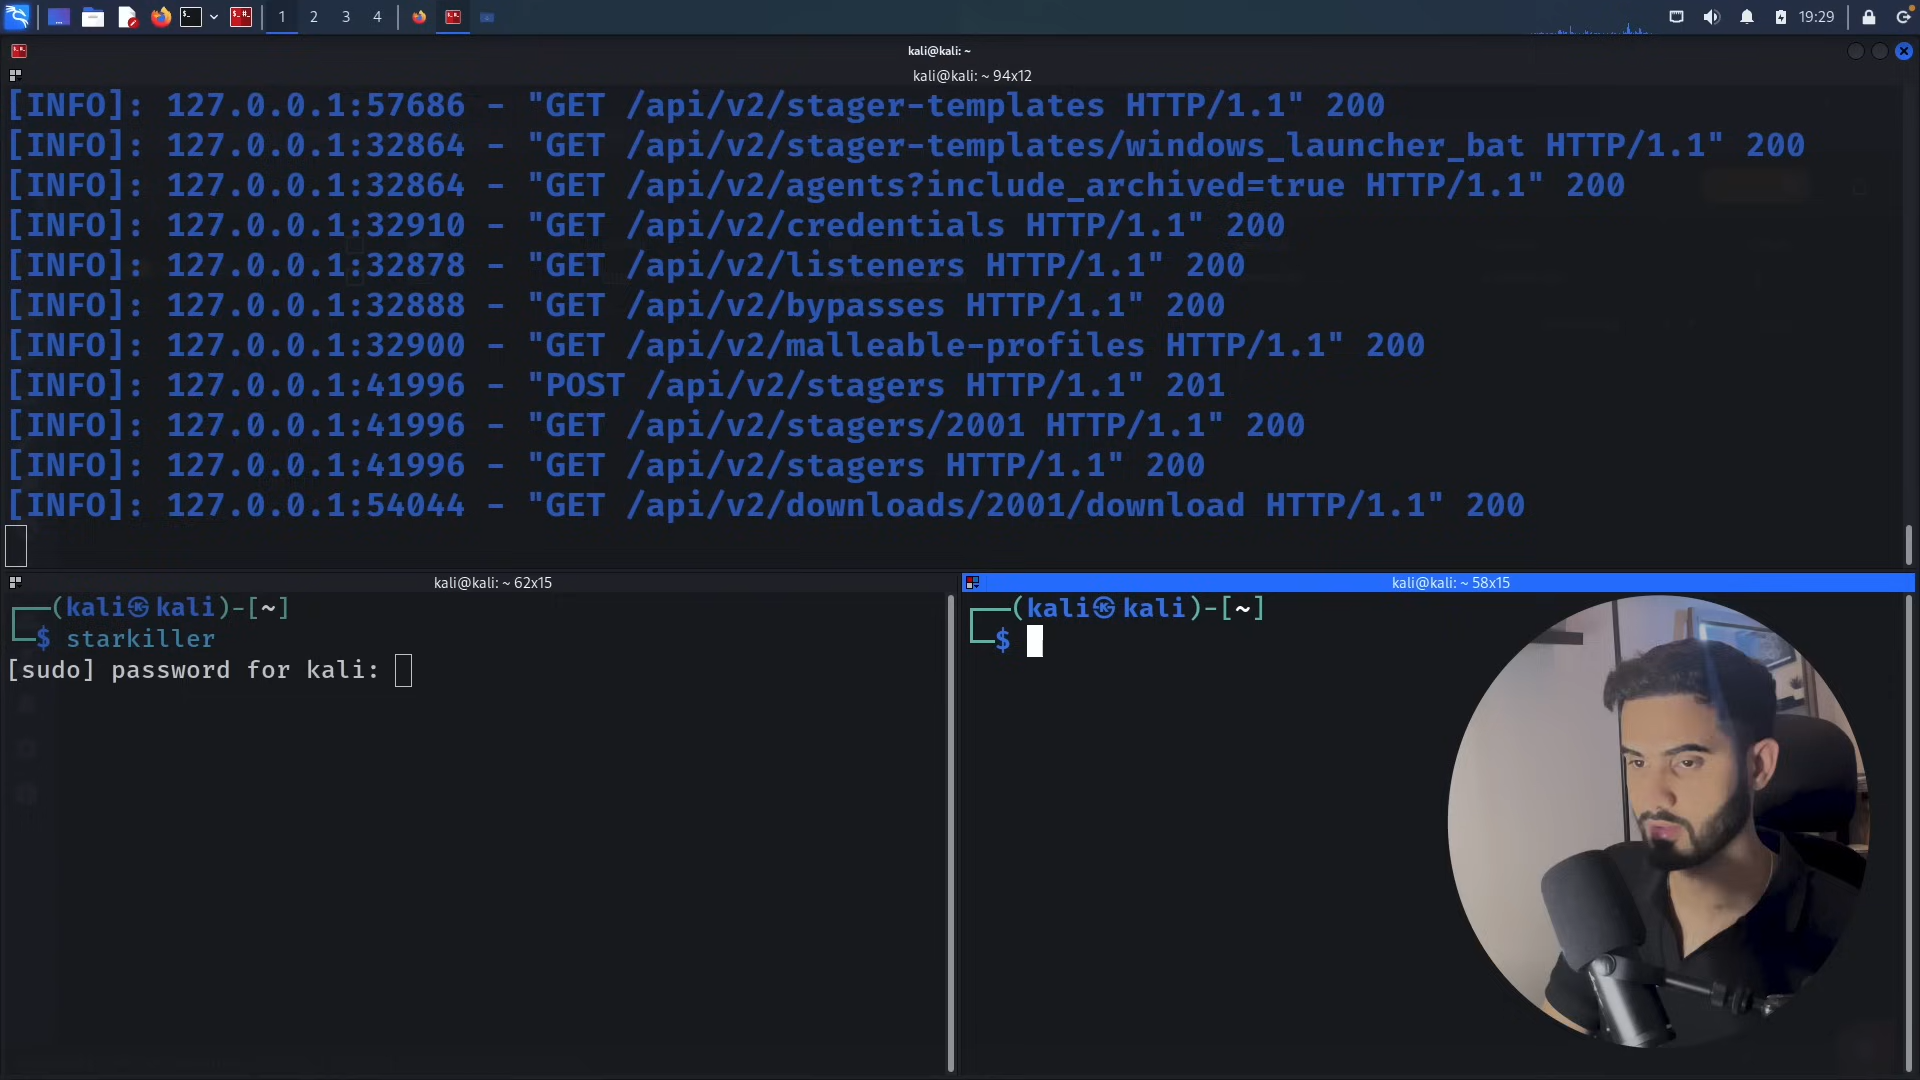 1 2 3 4 19:29
kali@kali: ~
kali@kali: ~ 94x12
[INFO]: 127.0.0.1:57686 - "GET /api/v2/stager-templates HTTP/1.1" 200
[INFO]: 127.0.0.1:32864 - "GET /api/v2/stager-templates/windows_launcher_bat HTTP/1.1" 200
[INFO]: 127.0.0.1:32864 - "GET /api/v2/agents?include_archived=true HTTP/1.1" 200
[INFO]: 127.0.0.1:32910 - "GET /api/v2/credentials HTTP/1.1" 200
[INFO]: 127.0.0.1:32878 - "GET /api/v2/listeners HTTP/1.1" 200
[INFO]: 127.0.0.1:32888 - "GET /api/v2/bypasses HTTP/1.1" 200
[INFO]: 127.0.0.1:32900 - "GET /api/v2/malleable-profiles HTTP/1.1" 200
[INFO]: 127.0.0.1:41996 - "POST /api/v2/stagers HTTP/1.1" 201
[INFO]: 127.0.0.1:41996 - "GET /api/v2/stagers/2001 HTTP/1.1" 200
[INFO]: 127.0.0.1:41996 - "GET /api/v2/stagers HTTP/1.1" 200
[INFO]: 127.0.0.1:54044 - "GET /api/v2/downloads/2001/download HTTP/1.1" 200
kali@kali: ~ 62x15
┌──(kali㉿kali)-[~]
└─$ starkiller
[sudo] password for kali:
kali@kali: ~ 58x15
┌──(kali㉿kali)-[~]
└─$